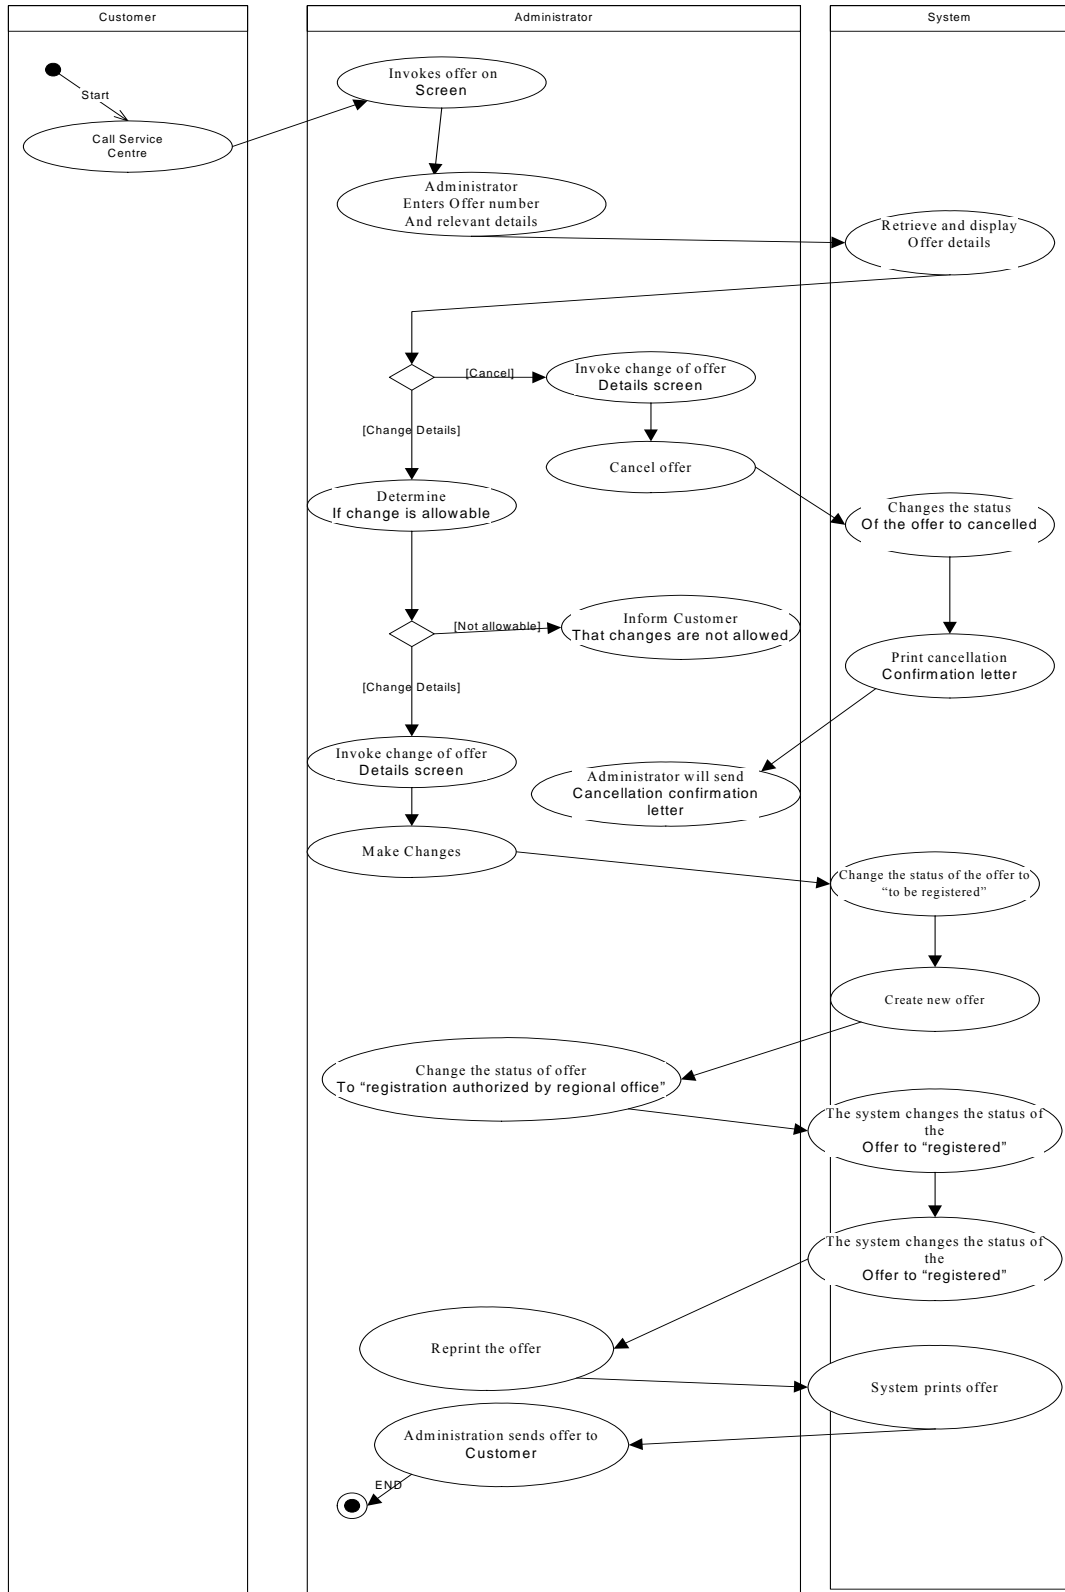 Customer
Administrator
System
Start
Call Service
Centre
Invokes offer on
Screen
Administrator
Enters Offer number
And relevant details
Retrieve and display
Offer details
[Cancel]
Invoke change of offer
Details screen
[Change Details]
Cancel offer
Determine
If change is allowable
Changes the status
Of the offer to cancelled
[Not allowable]
Inform Customer
That changes are not allowed
Print cancellation
Confirmation letter
[Change Details]
Invoke change of offer
Details screen
Administrator will send
Cancellation confirmation
letter
Make Changes
Change the status of the offer to
“to be registered”
Create new offer
Change the status of offer
To “registration authorized by regional office”
The system changes the status of
the
Offer to “registered”
The system changes the status of
the
Offer to “registered”
Reprint the offer
System prints offer
Administration sends offer to
Customer
END